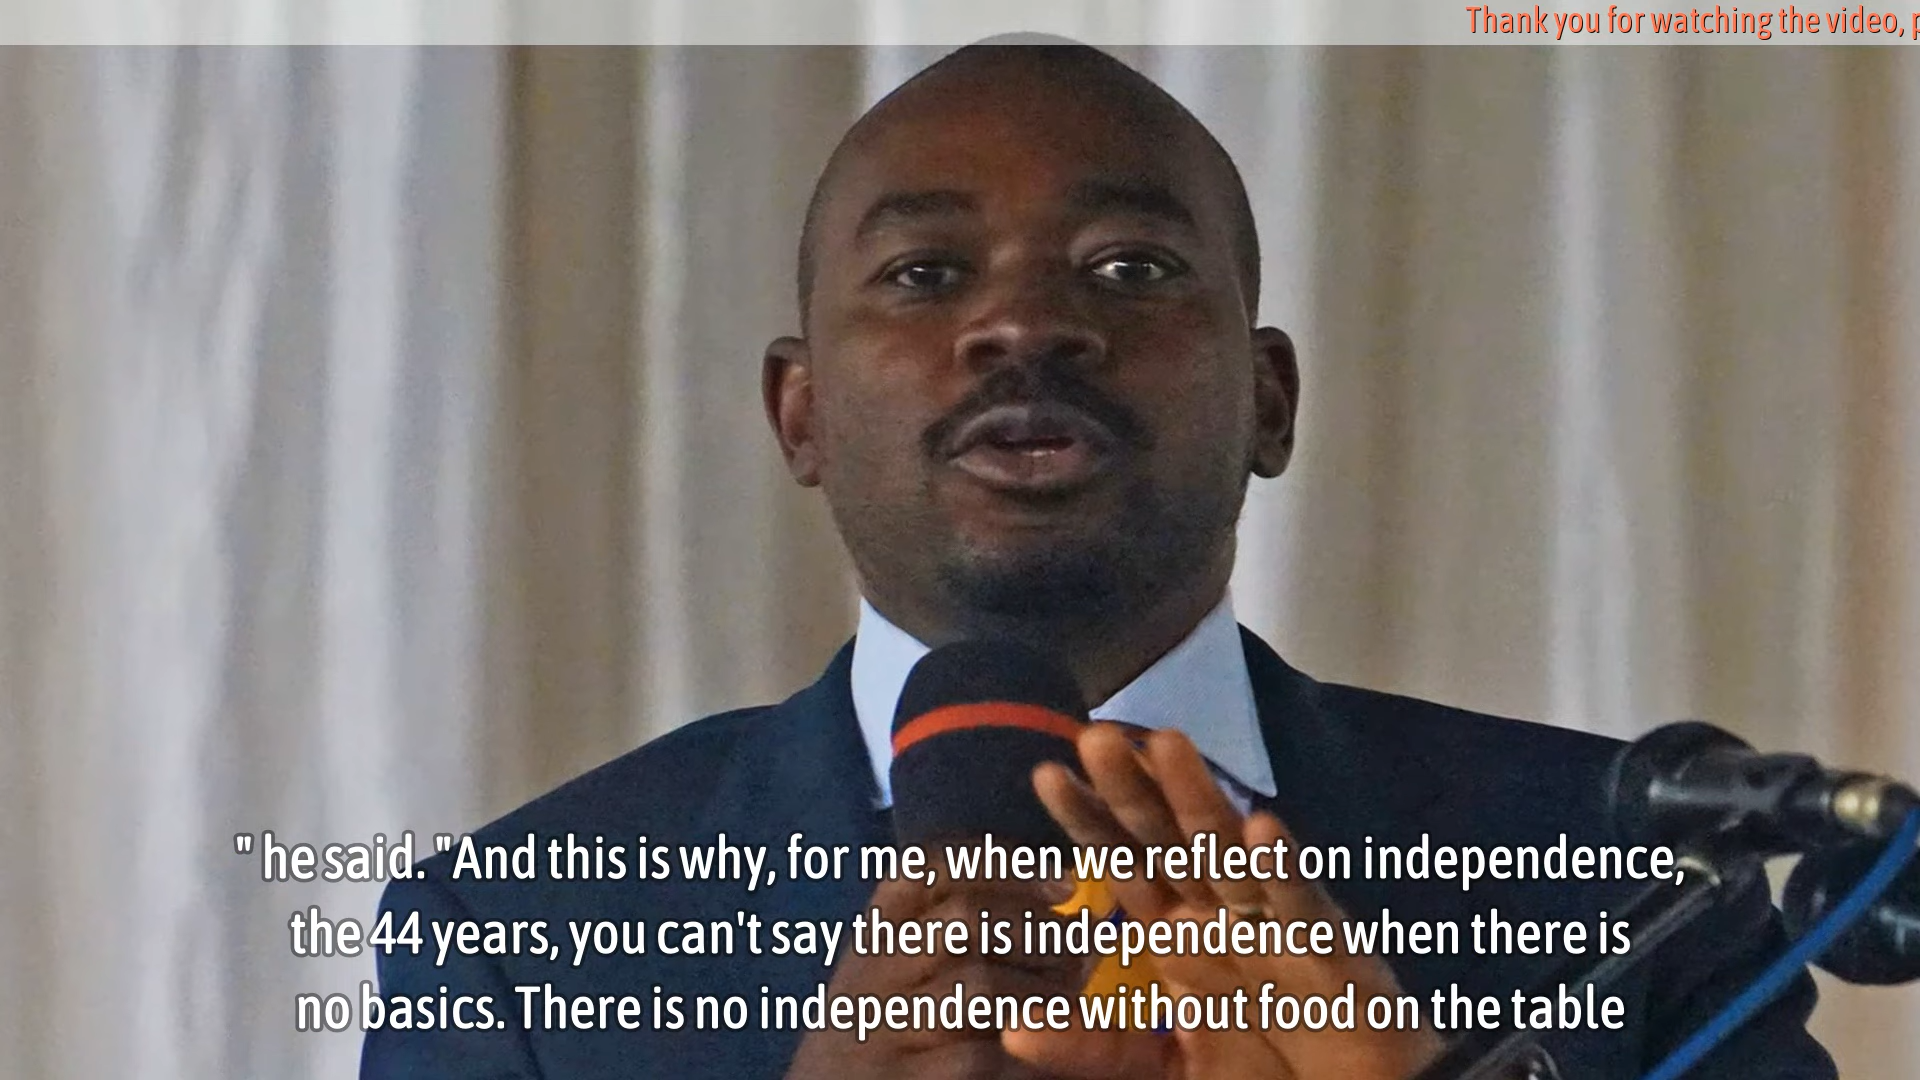 Thank you for watching the video,
" he said. "And this is why, for me, when we reflect on independence,
the 44 years, you can't say there is independence when there is
no basics. There is no independence without food on the table